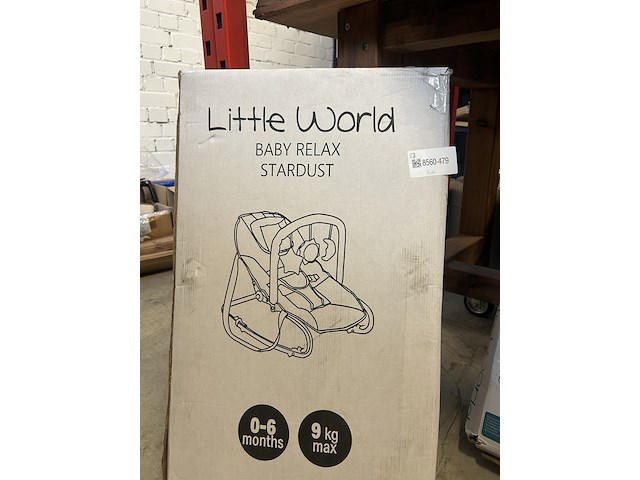 Little World
BABY RELAX
STARDUST
8560-479
0-6
months
9 kg
max